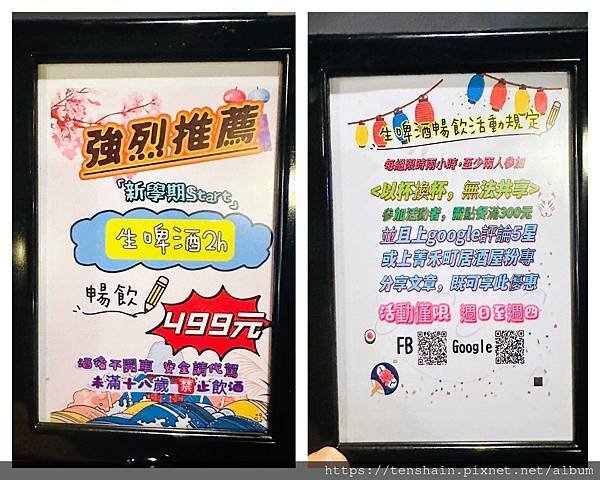 強烈推薦
「新學期Start」
生啤酒2h
暢飲
499元
過後不開車 安全請代駕
未滿十八歲 禁止飲酒
生啤酒暢飲活動規定
每組限時兩小時，至少兩人參加
<以杯換杯，無法共享>
參加活動者，需點餐滿300元
並且上google評論5星
或上菁禾町居酒屋粉專
分享文章，既可享此優惠
活動僅限 週日至週四
FB Google
https://tenshain.pixnet.net/album